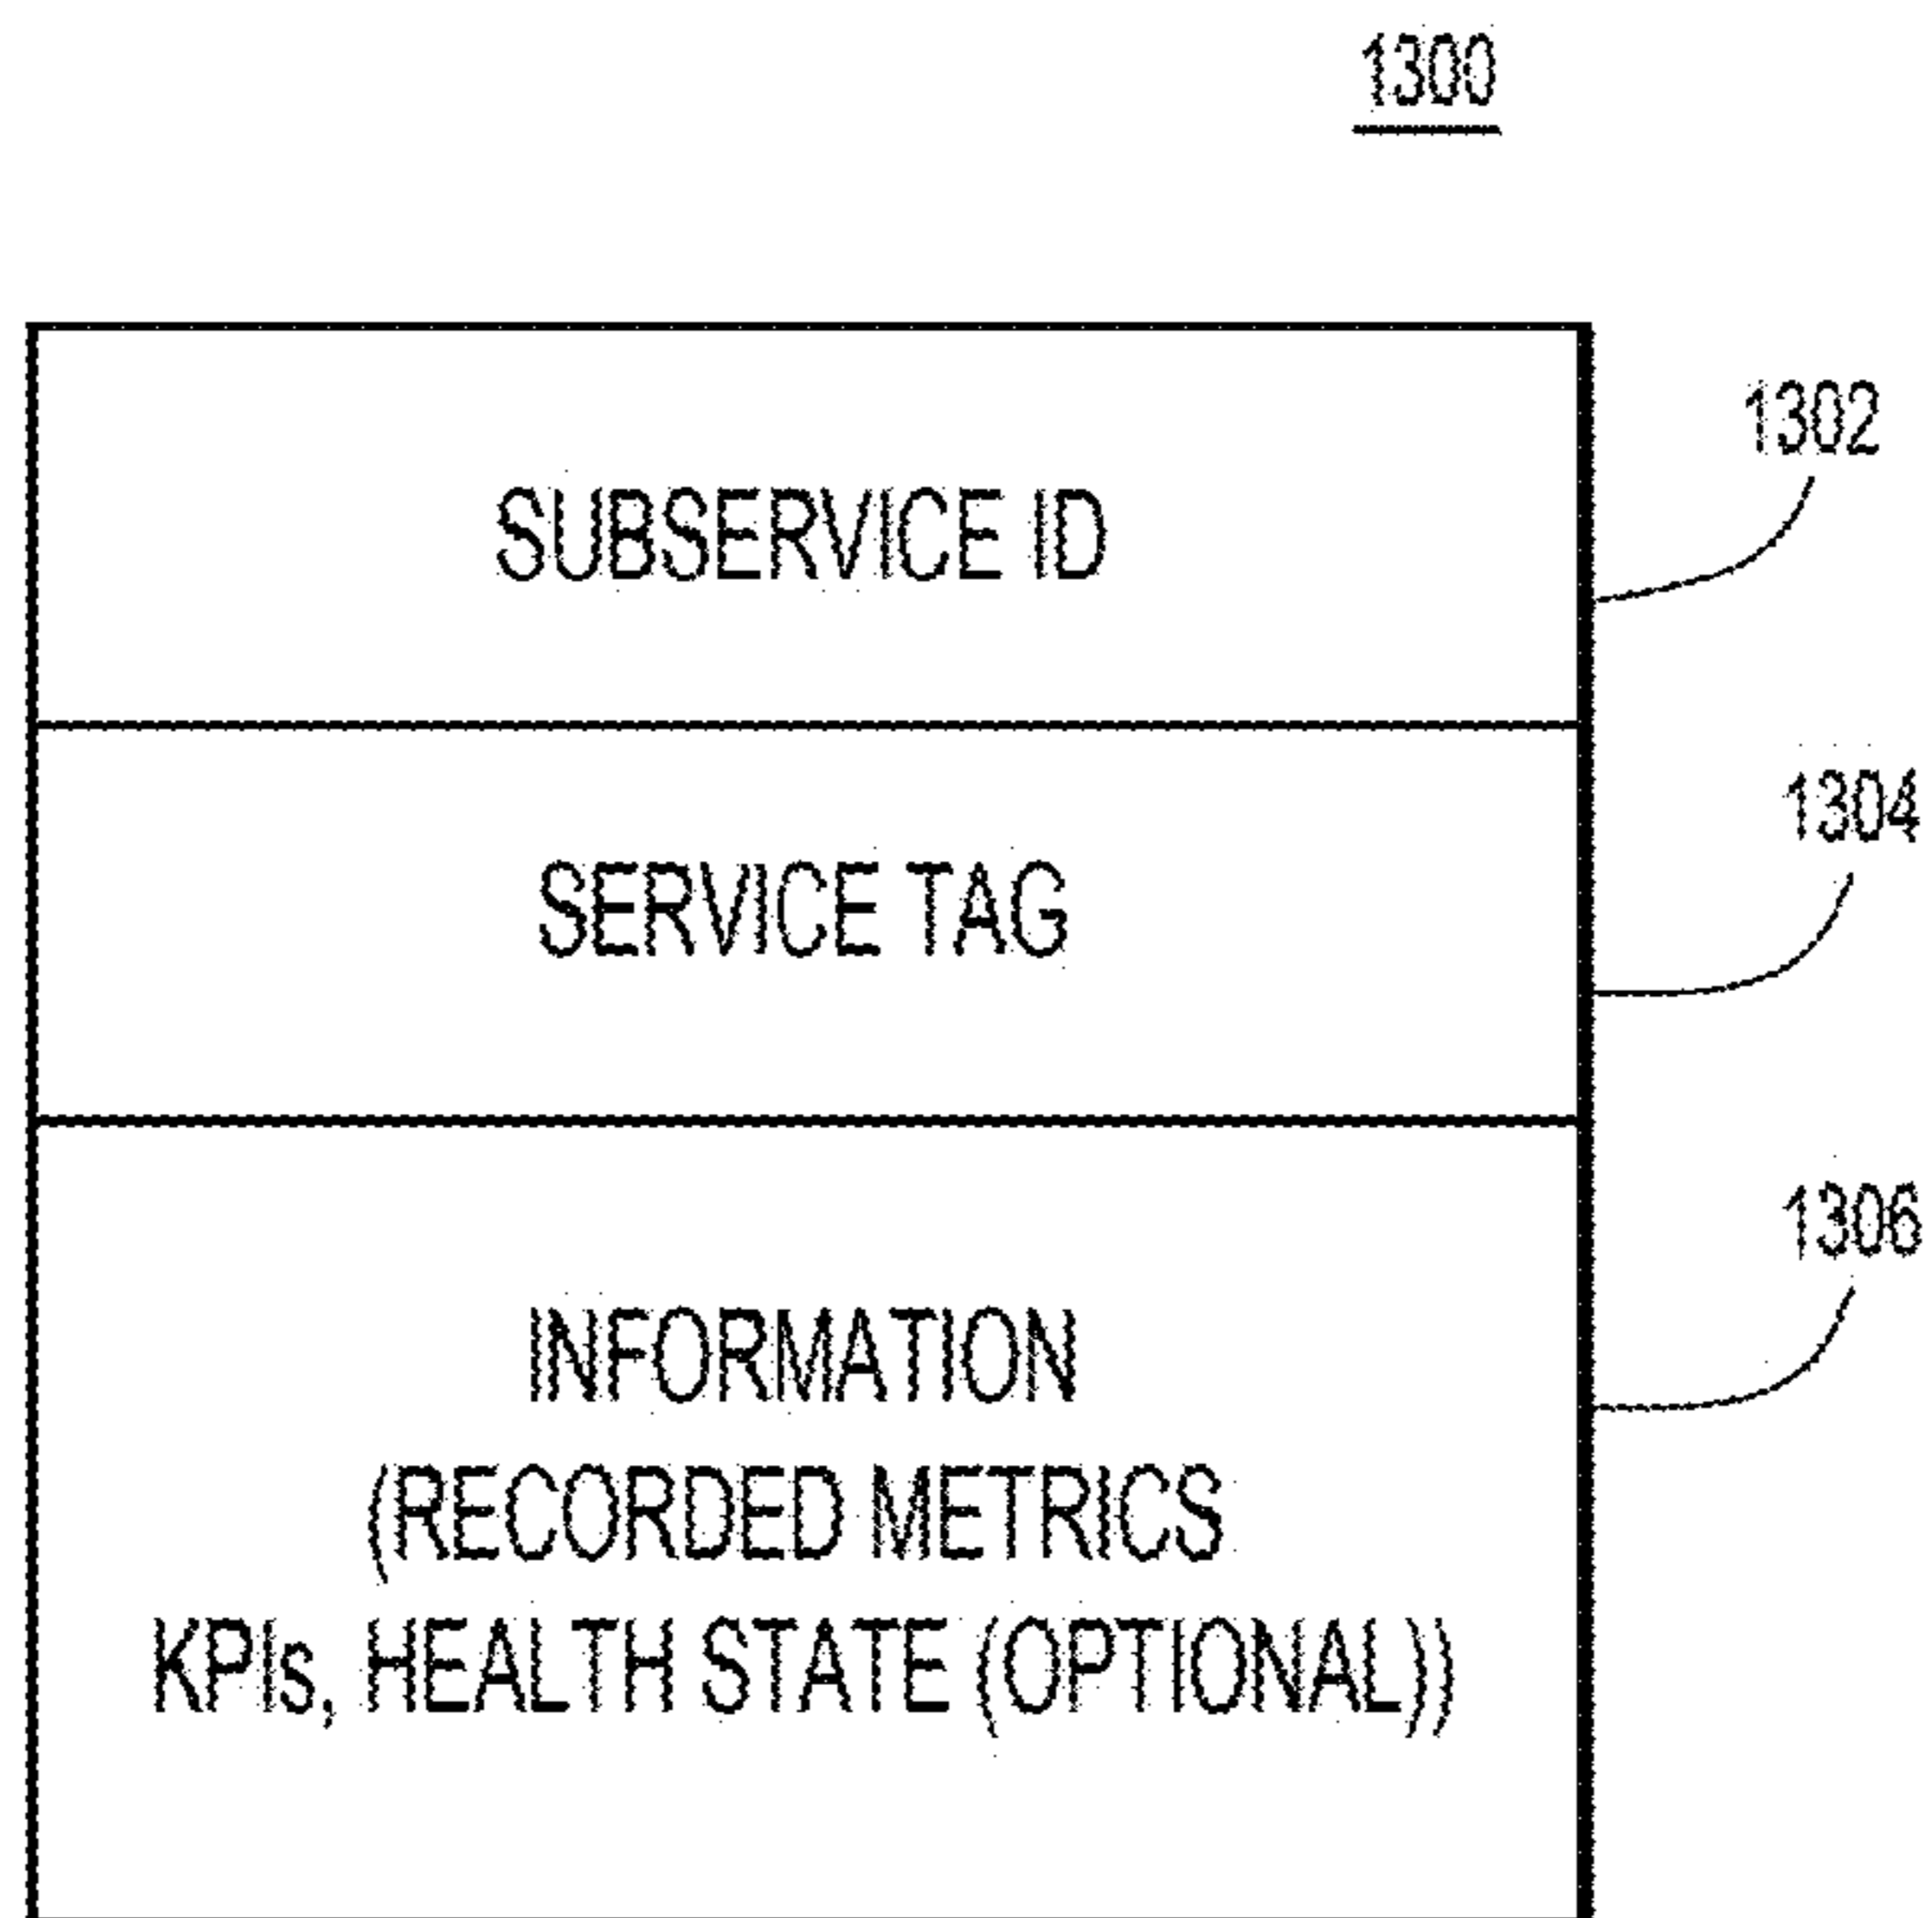 1300
SUBSERVICE ID
1302
SERVICE TAG
1304
INFORMATION
(RECORDED METRICS
KPIs, HEALTH STATE (OPTIONAL))
1306